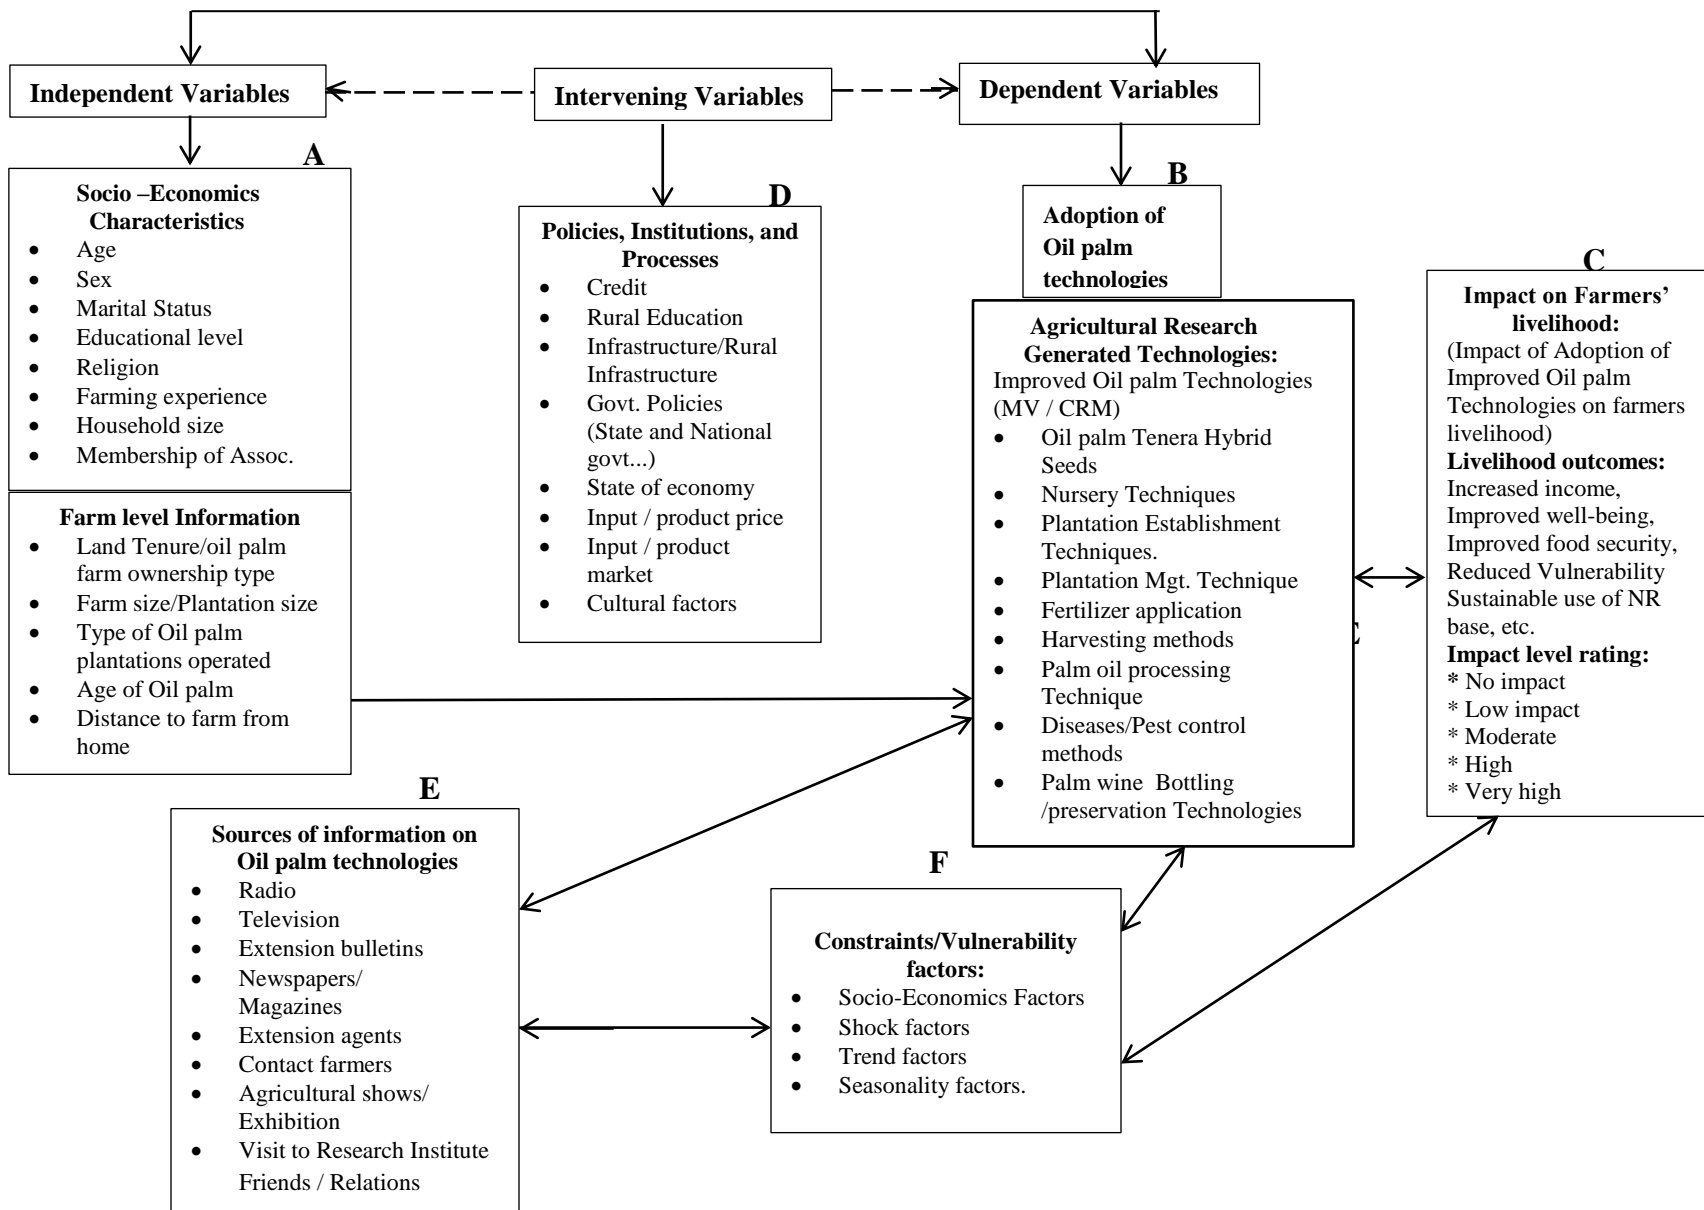 Independent Variables
Intervening Variables
Dependent Variables
A
Socio –Economics
Characteristics
• Age
• Sex
• Marital Status
• Educational level
• Religion
• Farming experience
• Household size
• Membership of Assoc.
Farm level Information
• Land Tenure/oil palm
farm ownership type
• Farm size/Plantation size
• Type of Oil palm
plantations operated
• Age of Oil palm
• Distance to farm from
home
D
Policies, Institutions, and
Processes
• Credit
• Rural Education
• Infrastructure/Rural
Infrastructure
• Govt. Policies
(State and National
govt...)
• State of economy
• Input / product price
• Input / product
market
• Cultural factors
B
Adoption of
Oil palm
technologies
Agricultural Research
Generated Technologies:
Improved Oil palm Technologies
(MV / CRM)
• Oil palm Tenera Hybrid
Seeds
• Nursery Techniques
• Plantation Establishment
Techniques.
• Plantation Mgt. Technique
• Fertilizer application
• Harvesting methods
• Palm oil processing
Technique
• Diseases/Pest control
methods
• Palm wine Bottling
/preservation Technologies
C
Impact on Farmers’
livelihood:
(Impact of Adoption of
Improved Oil palm
Technologies on farmers
livelihood)
Livelihood outcomes:
Increased income,
Improved well-being,
Improved food security,
Reduced Vulnerability
Sustainable use of NR
base, etc.
Impact level rating:
* No impact
* Low impact
* Moderate
* High
* Very high
E
Sources of information on
Oil palm technologies
• Radio
• Television
• Extension bulletins
• Newspapers/
Magazines
• Extension agents
• Contact farmers
• Agricultural shows/
Exhibition
• Visit to Research Institute
Friends / Relations
F
Constraints/Vulnerability
factors:
• Socio-Economics Factors
• Shock factors
• Trend factors
• Seasonality factors.